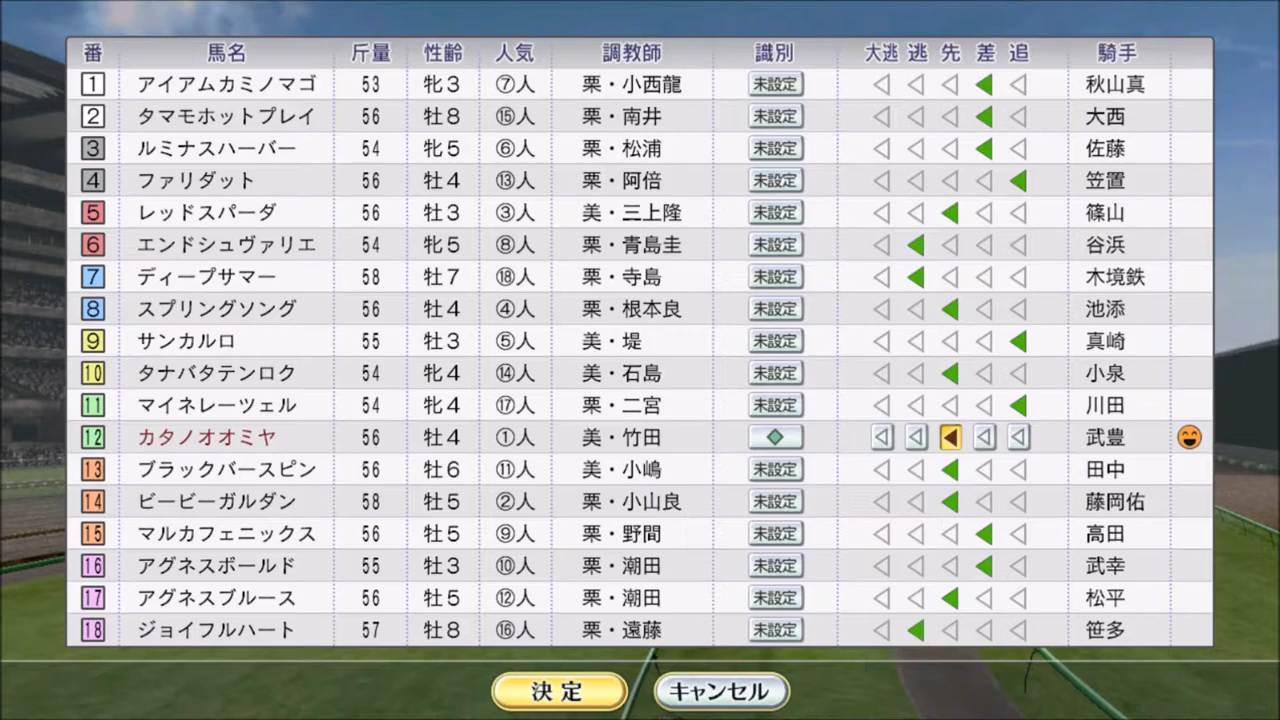 番 馬名 斤量 性齢 人気 調教師 識別 大逃 逃 先 差 追 騎手
1 アイアムカミノマゴ 53 牝3 ⑦人 栗・小西龍 未設定 秋山真
2 タマモホットプレイ 56 牡8 ⑮人 栗・南井 未設定 大西
3 ルミナスハーバー 54 牝5 ⑥人 栗・松浦 未設定 佐藤
4 ファリダット 56 牡4 ⑬人 栗・阿倍 未設定 笠置
5 レッドスパーダ 56 牡3 ③人 美・三上隆 未設定 篠山
6 エンドシュヴァリエ 54 牝5 ⑧人 栗・青島圭 未設定 谷浜
7 ディープサマー 58 牡7 ⑱人 栗・寺島 未設定 木境鉄
8 スプリングソング 56 牡4 ④人 栗・根本良 未設定 池添
9 サンカルロ 55 牡3 ⑤人 美・堤 未設定 真崎
10 タナバタテンロク 54 牝4 ⑭人 美・石島 未設定 小泉
11 マイネレーツェル 54 牝4 ⑰人 栗・二宮 未設定 川田
12 カタノオオミヤ 56 牡4 ①人 美・竹田 武豊
13 ブラックバースピン 56 牡6 ⑪人 美・小嶋 未設定 田中
14 ビービーガルダン 58 牡5 ②人 栗・小山良 未設定 藤岡佑
15 マルカフェニックス 56 牡5 ⑨人 栗・野間 未設定 高田
16 アグネスボールド 55 牡3 ⑩人 栗・潮田 未設定 武幸
17 アグネスブルース 56 牡5 ⑫人 栗・潮田 未設定 松平
18 ジョイフルハート 57 牡8 ⑯人 栗・遠藤 未設定 笹多
決定 キャンセル